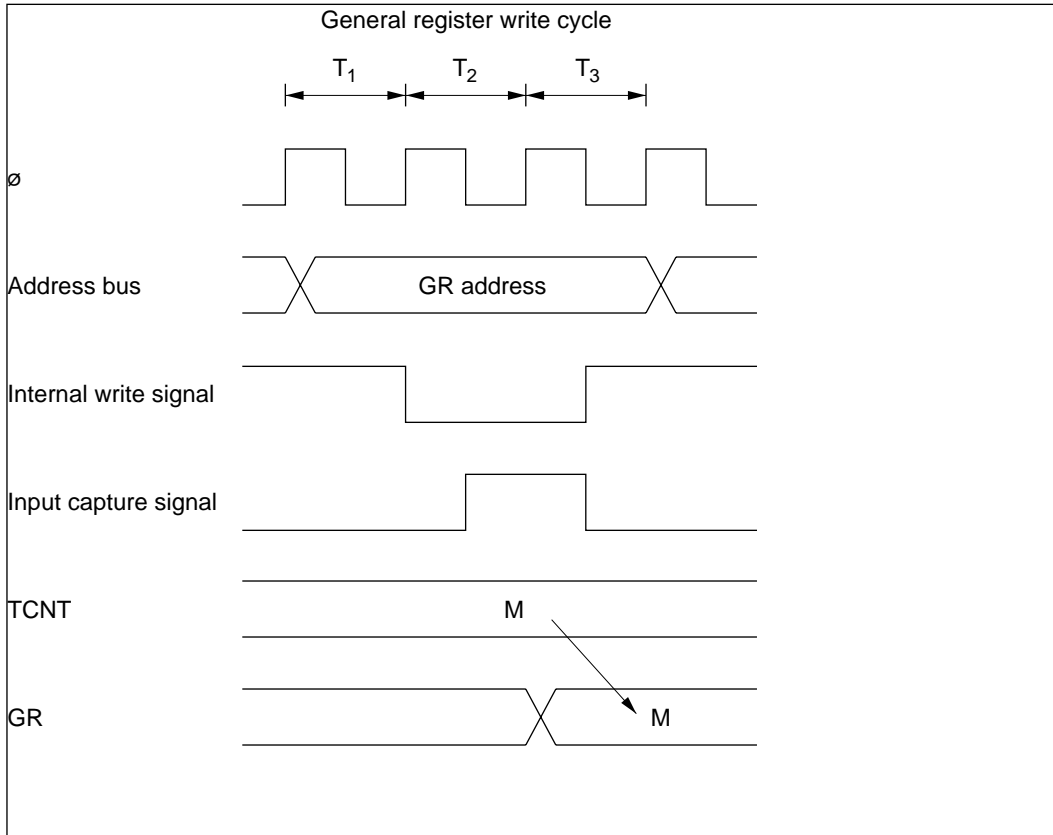 General register write cycle
T1 T2 T3
ø
Address bus GR address
Internal write signal
Input capture signal
TCNT M
GR M